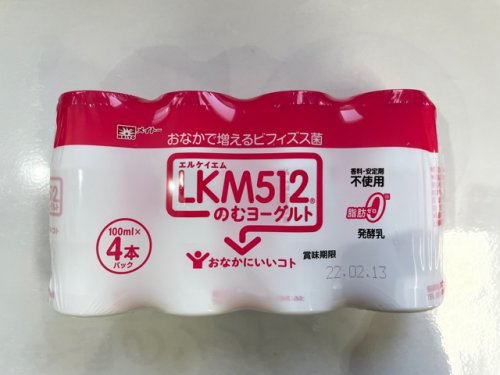 MEITO メイトー
おなかで増えるビフィズス菌
エルケイエム
LKM512®
のむヨーグルト
100ml×
4本
パック
おなかにいいコト
香料・安定剤
不使用
脂肪ゼロ0
発酵乳
賞味期限
22.02.13